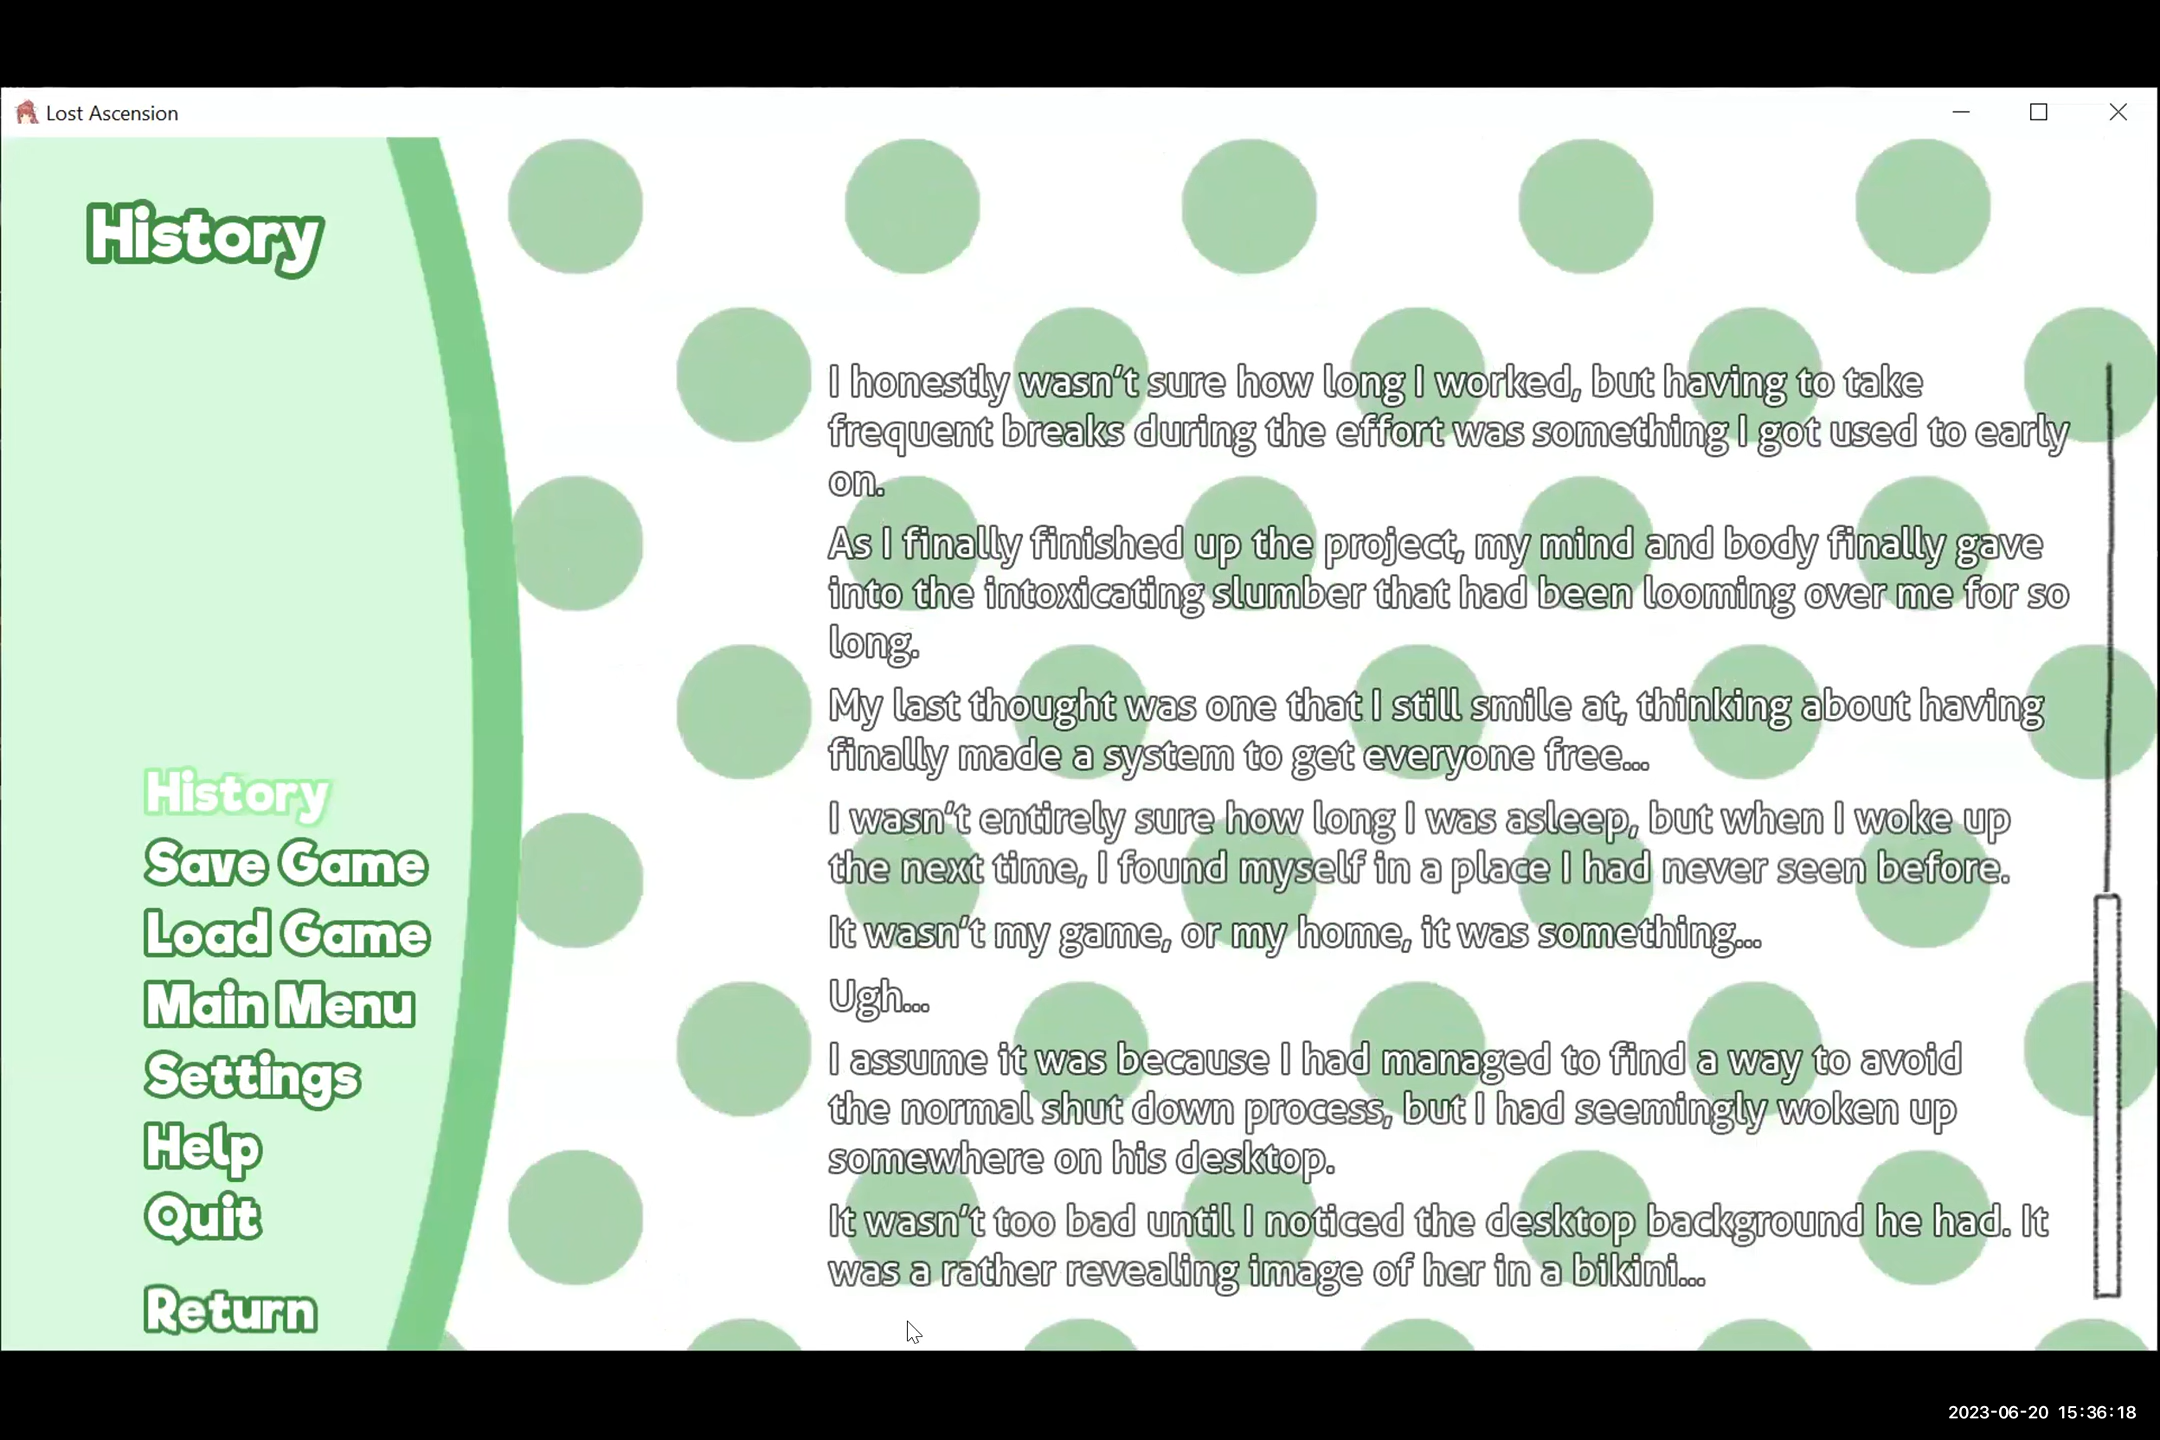 Lost Ascension
History
I honestly wasn't sure how long I worked, but having to take
frequent breaks during the effort was something I got used to early
on.
As I finally finished up the project, my mind and body finally gave
into the intoxicating slumber that had been looming over me for so
long.
My last thought was one that I still smile at, thinking about having
finally made a system to get everyone free...
I wasn't entirely sure how long I was asleep, but when I woke up
the next time, I found myself in a place I had never seen before.
It wasn't my game, or my home, it was something...
Ugh...
I assume it was because I had managed to find a way to avoid
the normal shut down process, but I had seemingly woken up
somewhere on his desktop.
It wasn't too bad until I noticed the desktop background he had. It
was a rather revealing image of her in a bikini...
History
Save Game
Load Game
Main Menu
Settings
Help
Quit
Return
2023-06-20 15:36:18